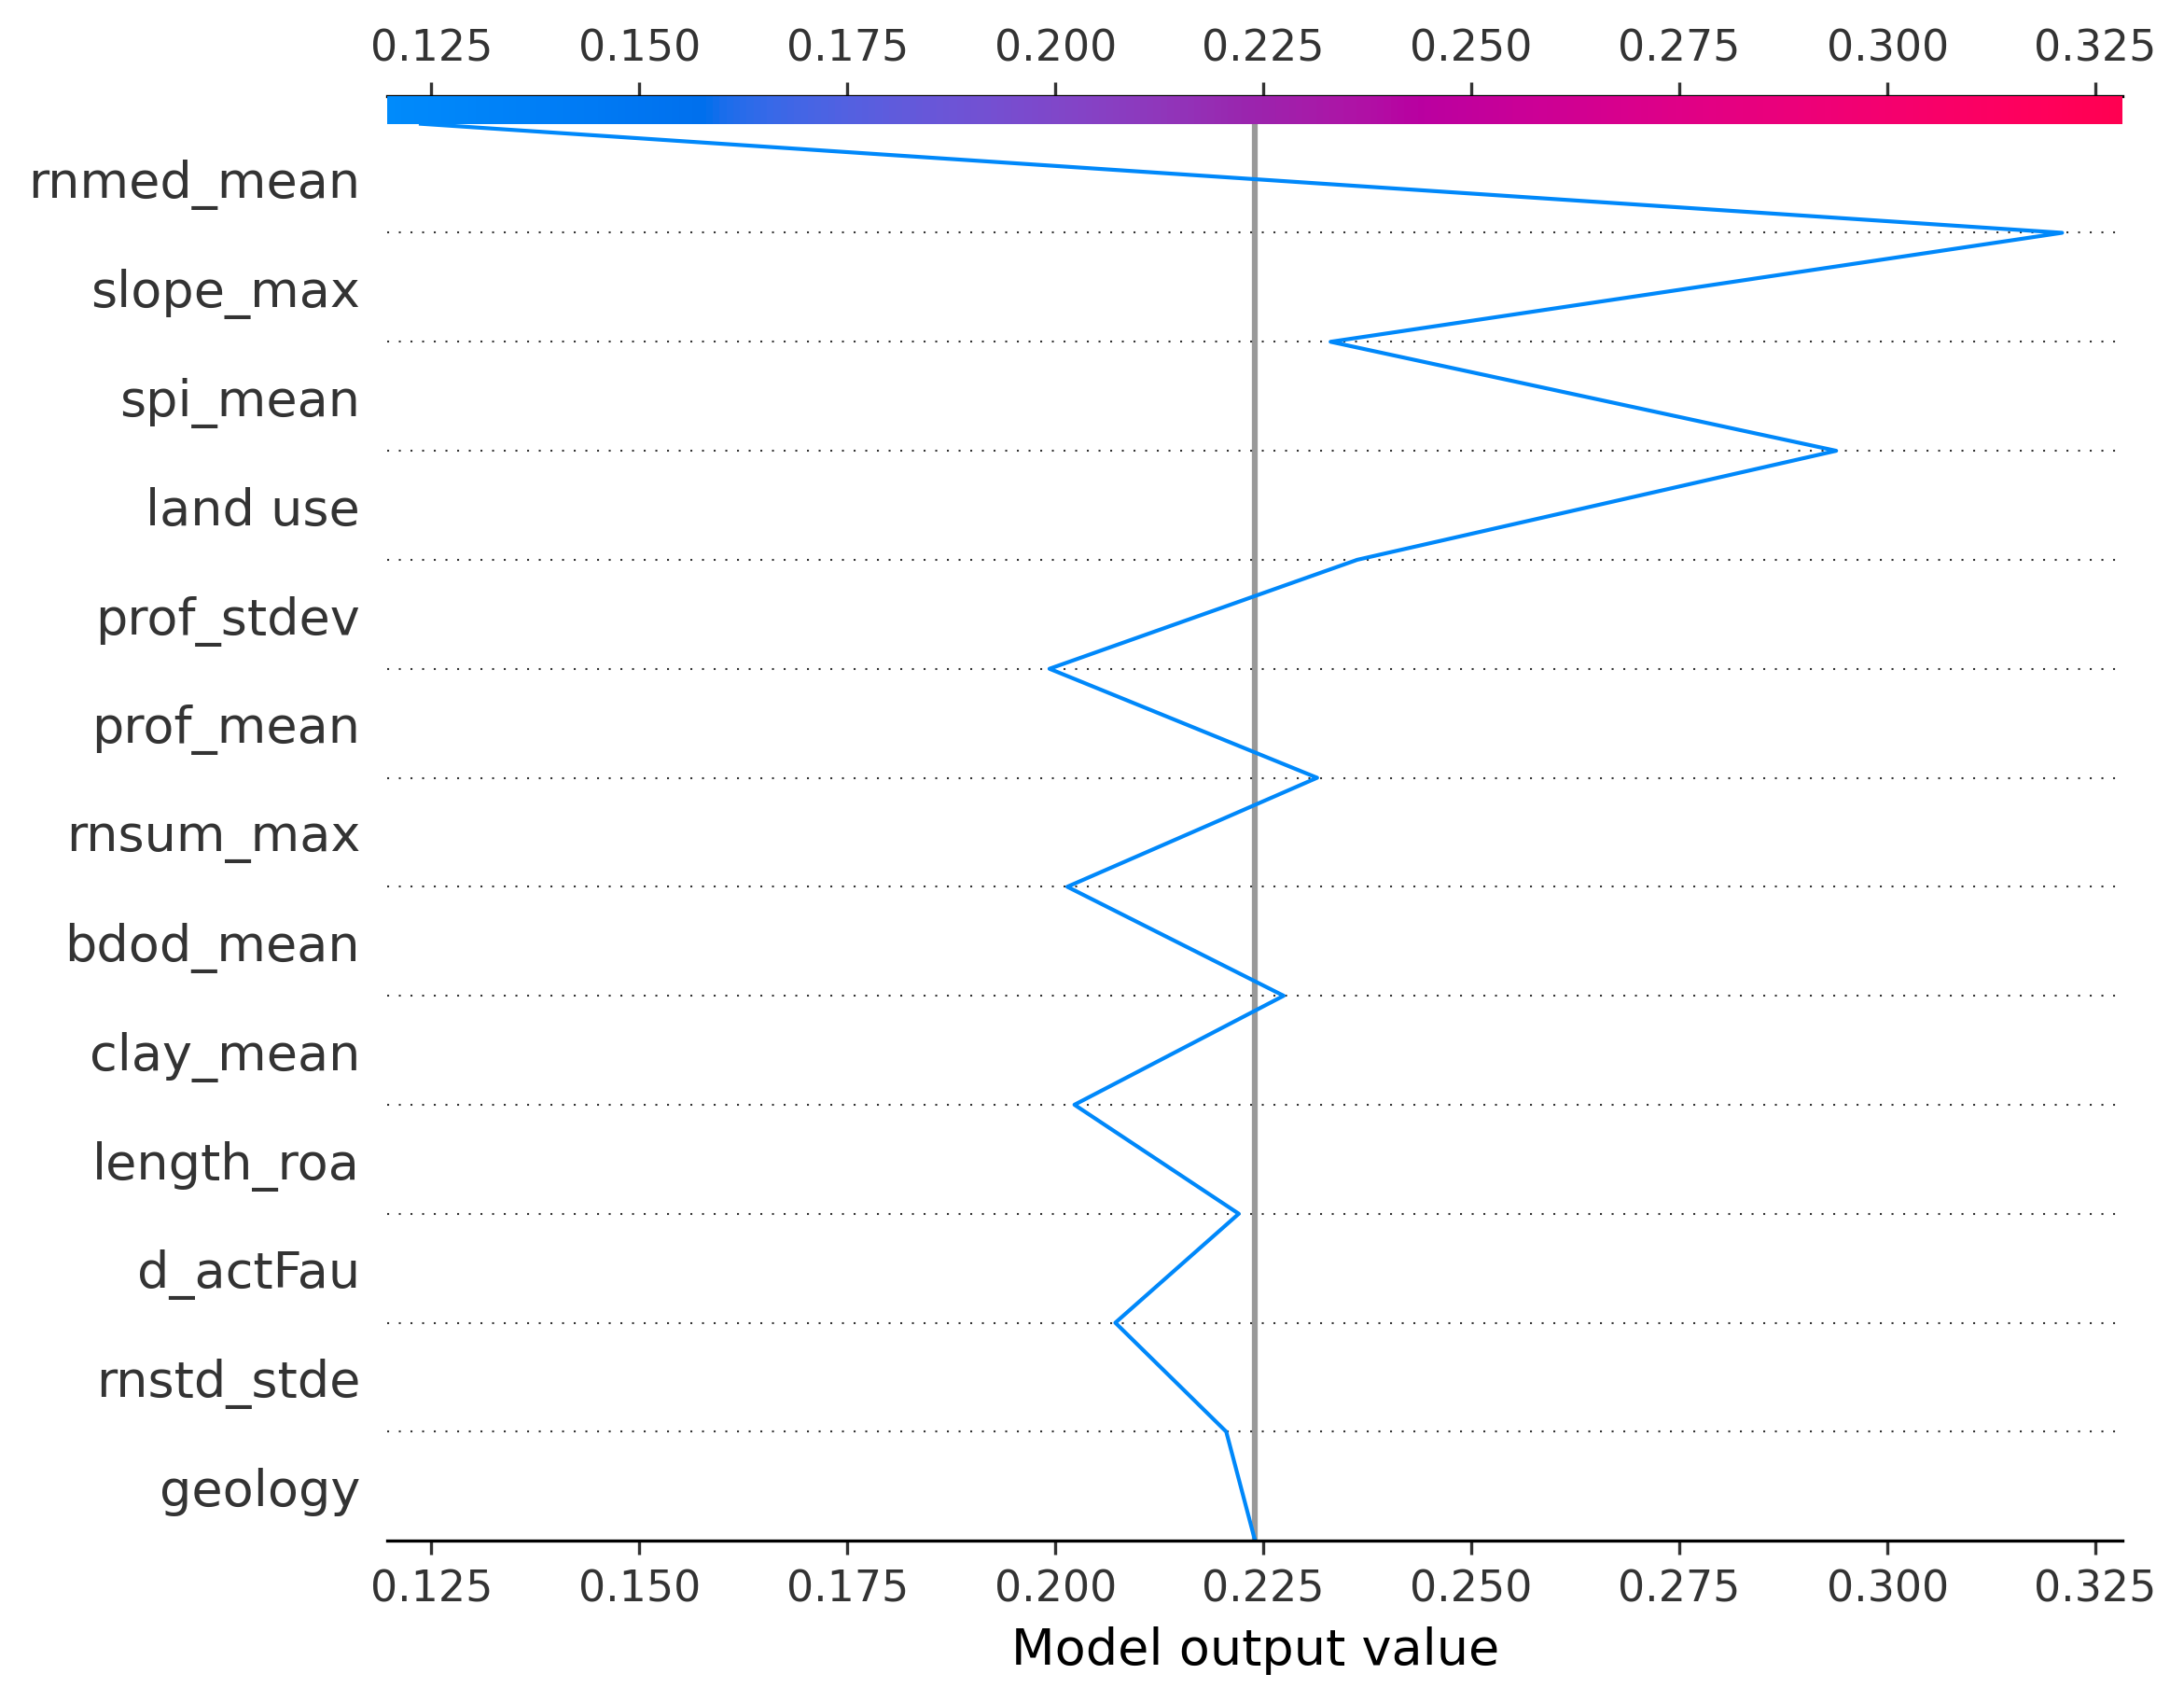 0.125 0.150 0.175 0.200 0.225 0.250 0.275 0.300 0.325
rnmed_mean
slope_max
spi_mean
land use
prof_stdev
prof_mean
rnsum_max
bdod_mean
clay_mean
length_roa
d_actFau
rnstd_stde
geology
0.125 0.150 0.175 0.200 0.225 0.250 0.275 0.300 0.325
Model output value